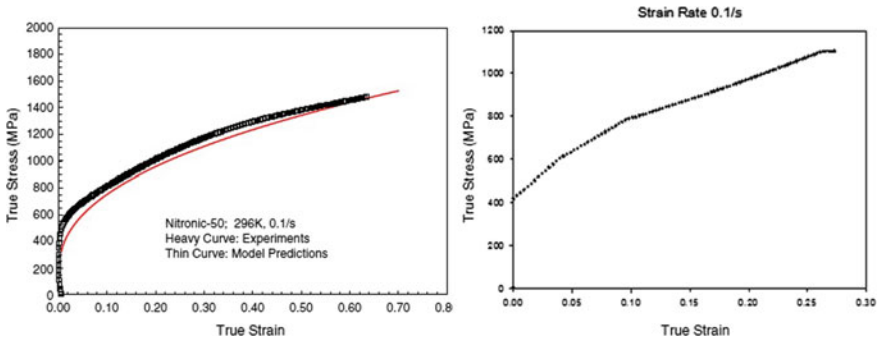 2000
1800
1600
1400
1200
1000
800
600
400
200
0
True Stress (MPa)
Nitronic-50; 296K, 0.1/s
Heavy Curve: Experiments
Thin Curve: Model Predictions
0.00 0.10 0.20 0.30 0.40 0.50 0.60 0.70 0.8
True Strain
Strain Rate 0.1/s
1200
1000
800
600
400
200
0
True Stress (MPa)
0.00 0.05 0.10 0.15 0.20 0.25 0.30
True Strain